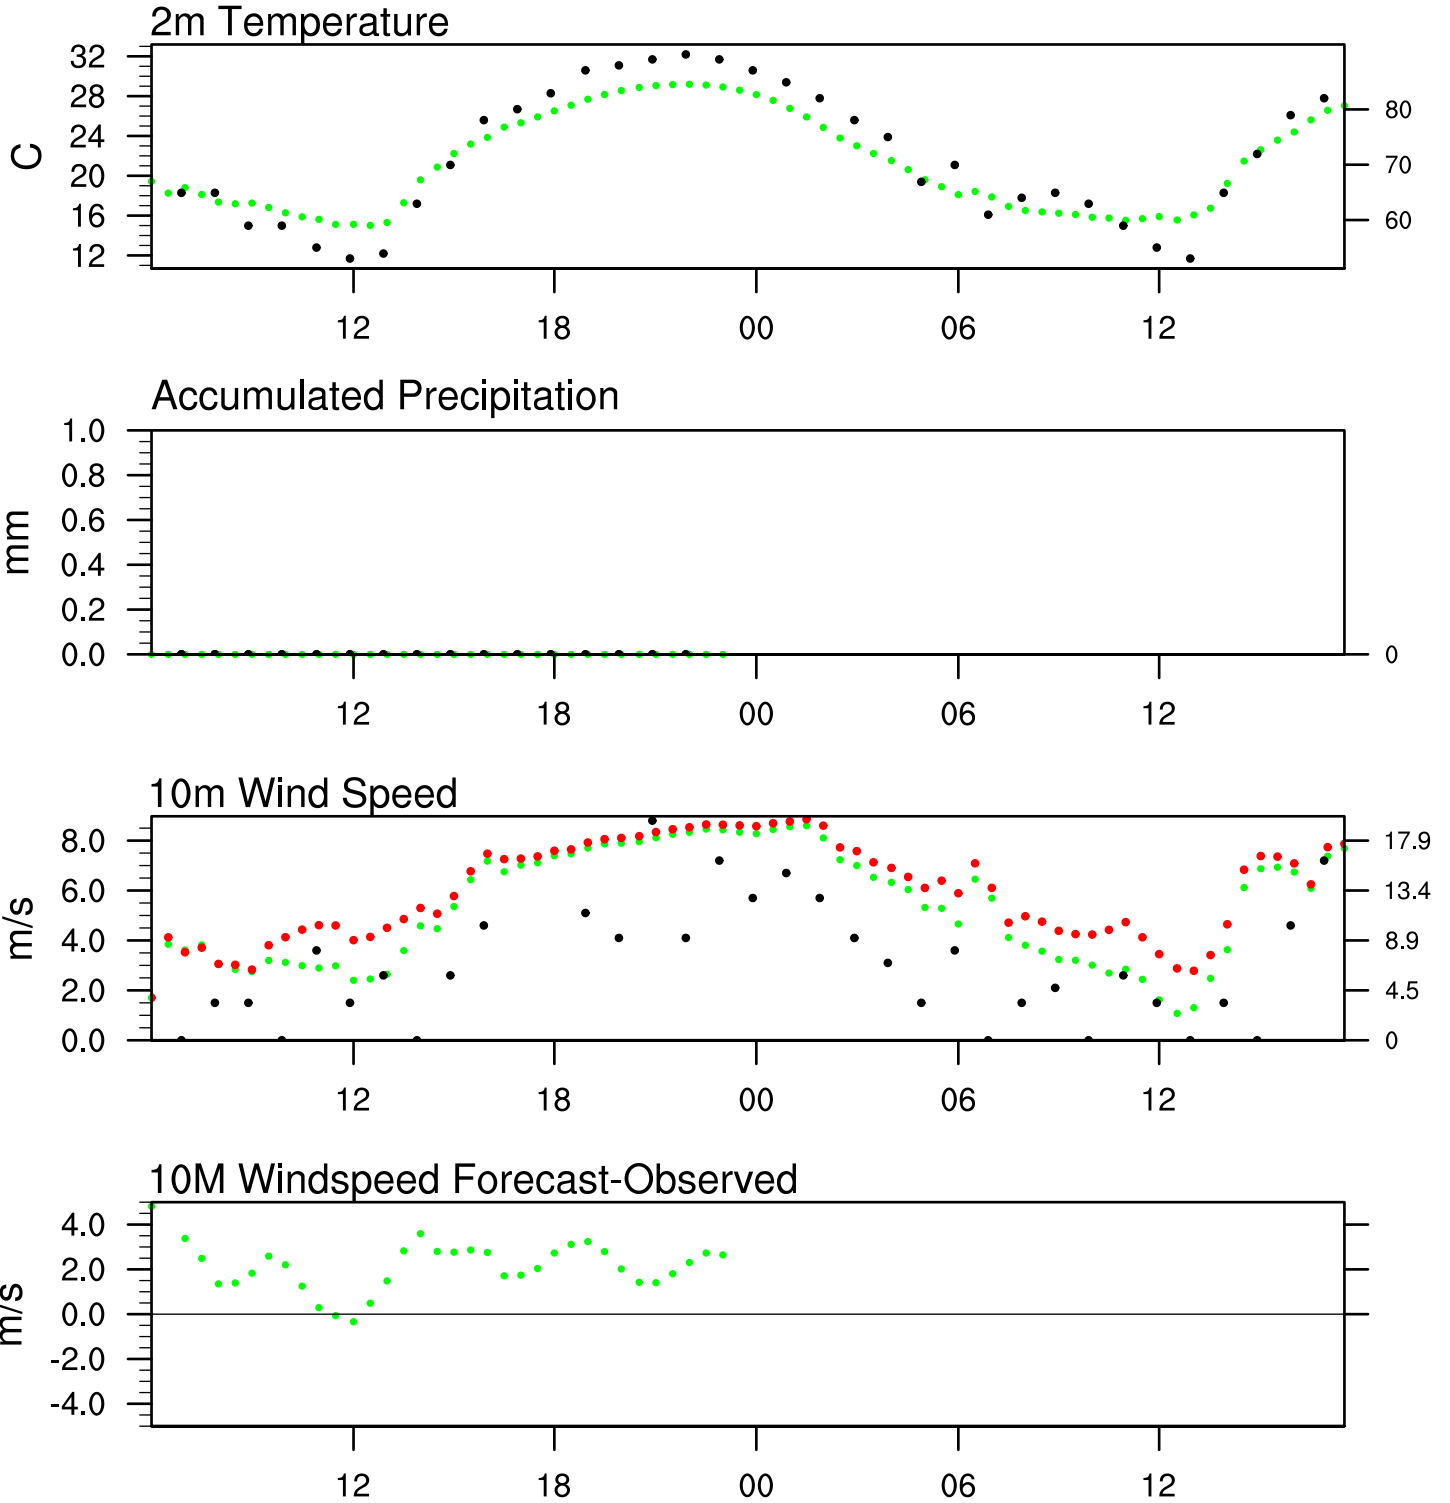 2m Temperature
32
28
24
20
16
12
C
80
70
60
12 18 00 06 12
Accumulated Precipitation
1.0
0.8
0.6
0.4
0.2
0.0
mm
0
12 18 00 06 12
10m Wind Speed
8.0
6.0
4.0
2.0
0.0
m/s
17.9
13.4
8.9
4.5
0
12 18 00 06 12
10M Windspeed Forecast-Observed
4.0
2.0
0.0
-2.0
-4.0
m/s
12 18 00 06 12